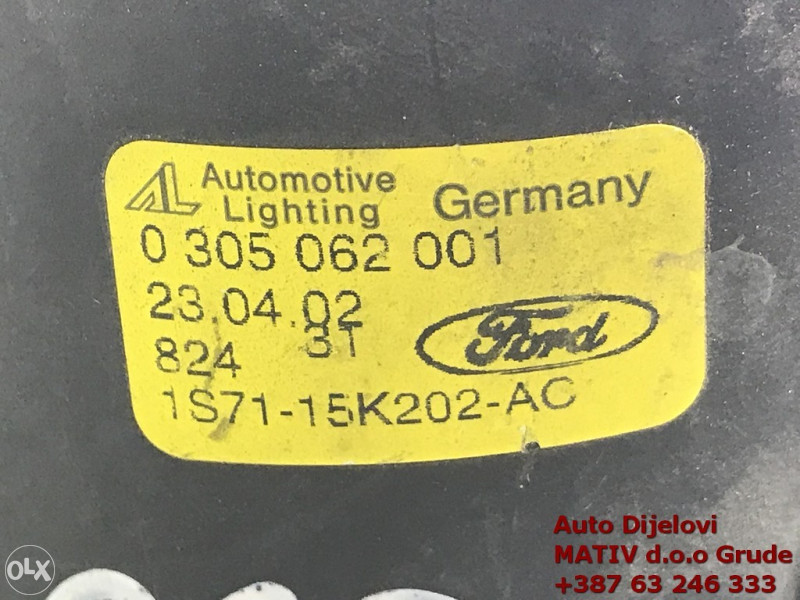 AL Automotive Lighting Germany
0 305 062 001
23.04.02
824 31
Ford
1S71-15K202-AC
OLX
Auto Dijelovi
MATIV d.o.o Grude
+387 63 246 333